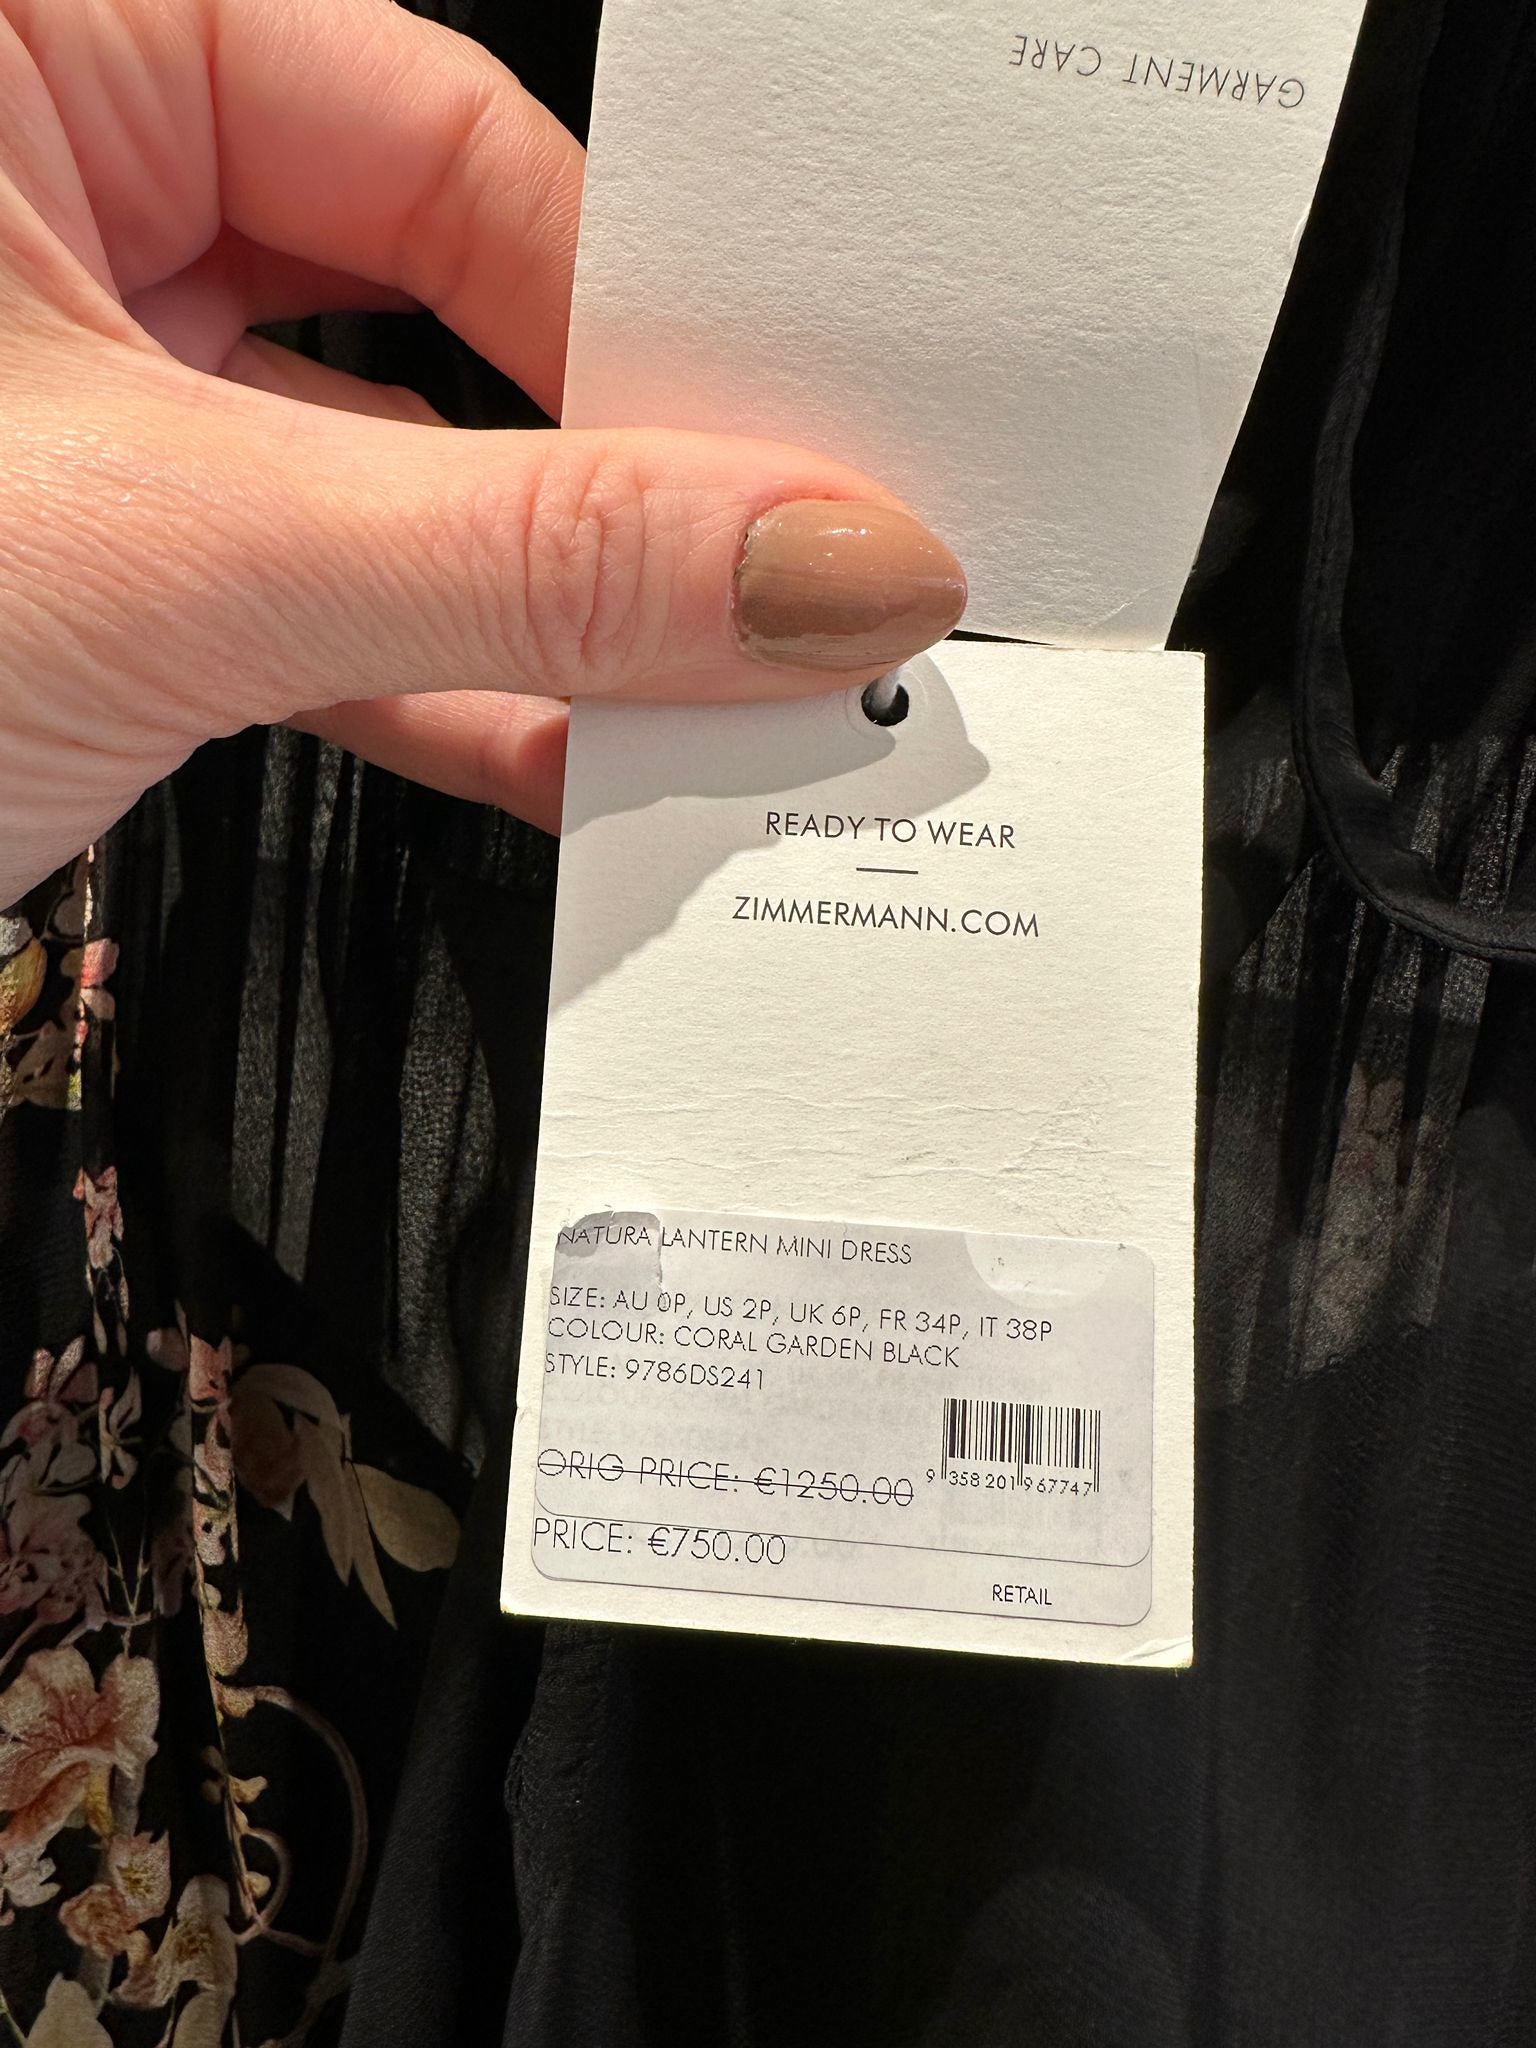 GARMENT CARE
READY TO WEAR
ZIMMERMANN.COM
NATURA LANTERN MINI DRESS
SIZE: AU 0P, US 2P, UK 6P, FR 34P, IT 38P
COLOUR: CORAL GARDEN BLACK
STYLE: 9786DS241
ORIG PRICE: €1250.00
9 358201 967747
PRICE: €750.00
RETAIL